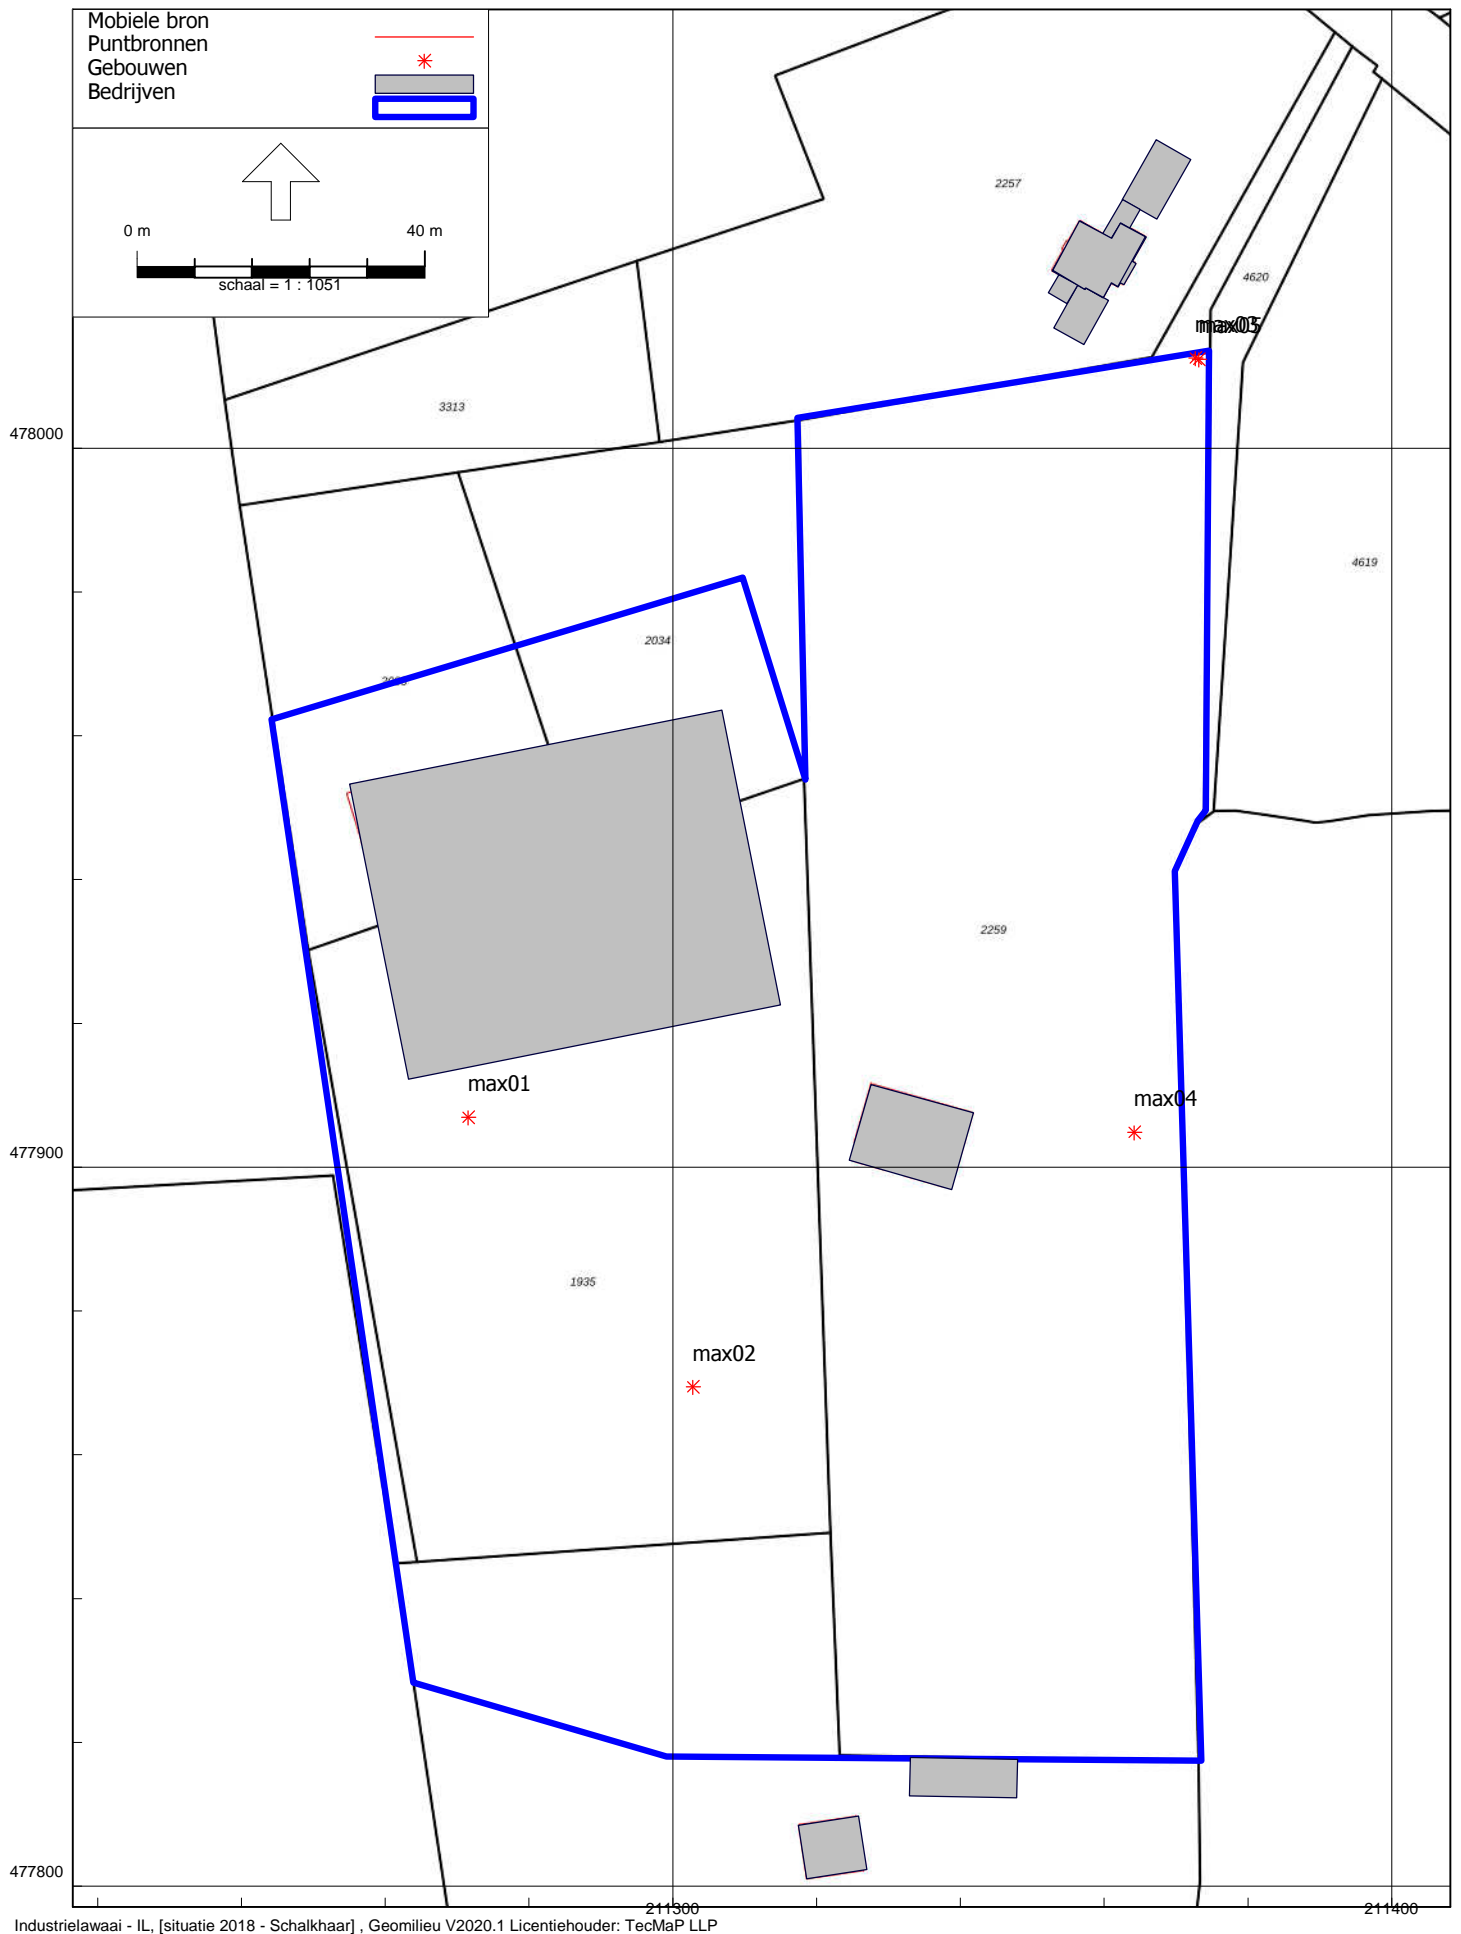 Mobiele bron
Puntbronnen
Gebouwen
Bedrijven
0 m
40 m
schaal = 1 : 1051
2257
4620
max05
3313
478000
4619
2034
2259
max01
max04
477900
1935
max02
477800
211300
211400
Industrielawaai - IL, [situatie 2018 - Schalkhaar] , Geomilieu V2020.1 Licentiehouder: TecMaP LLP